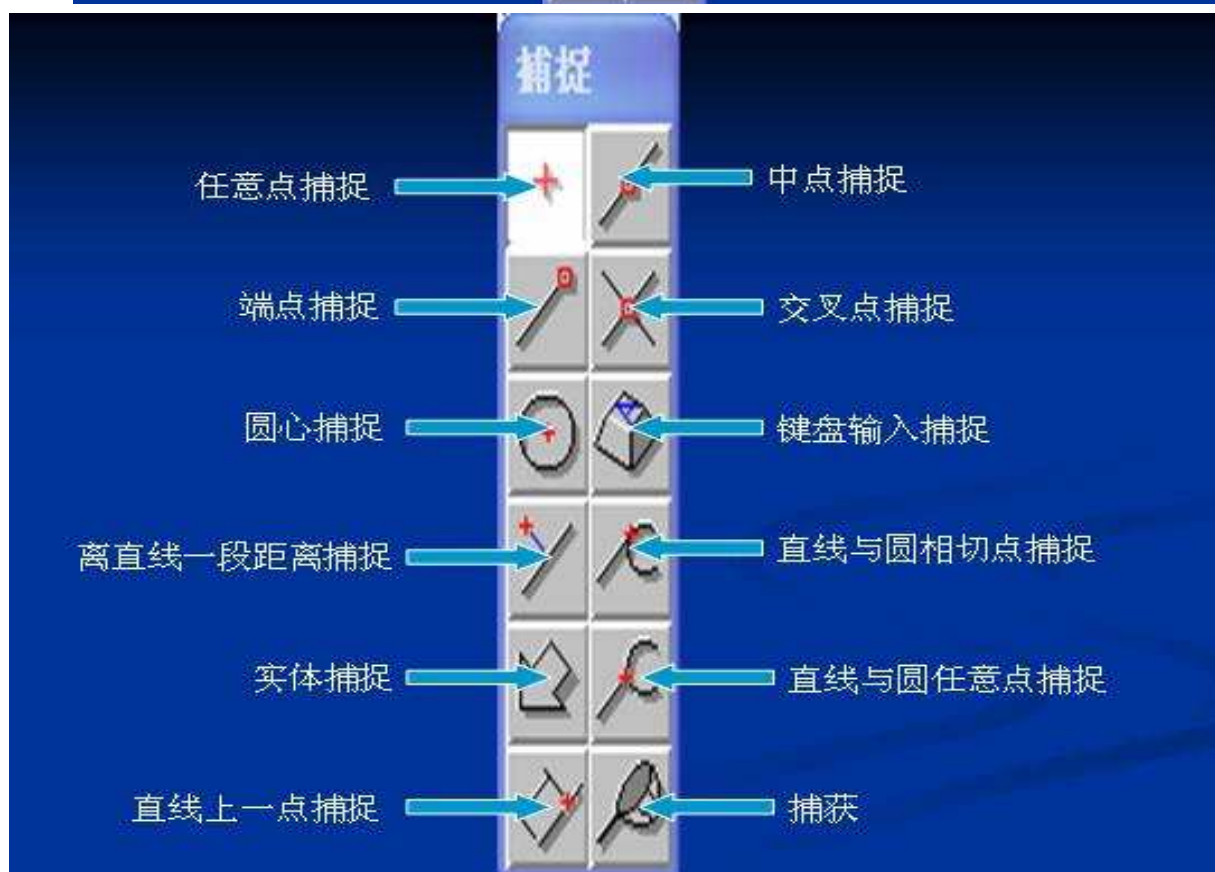 捕捉
任意点捕捉
中点捕捉
端点捕捉
交叉点捕捉
圆心捕捉
键盘输入捕捉
离直线一段距离捕捉
直线与圆相切点捕捉
实体捕捉
直线与圆任意点捕捉
直线上一点捕捉
捕获